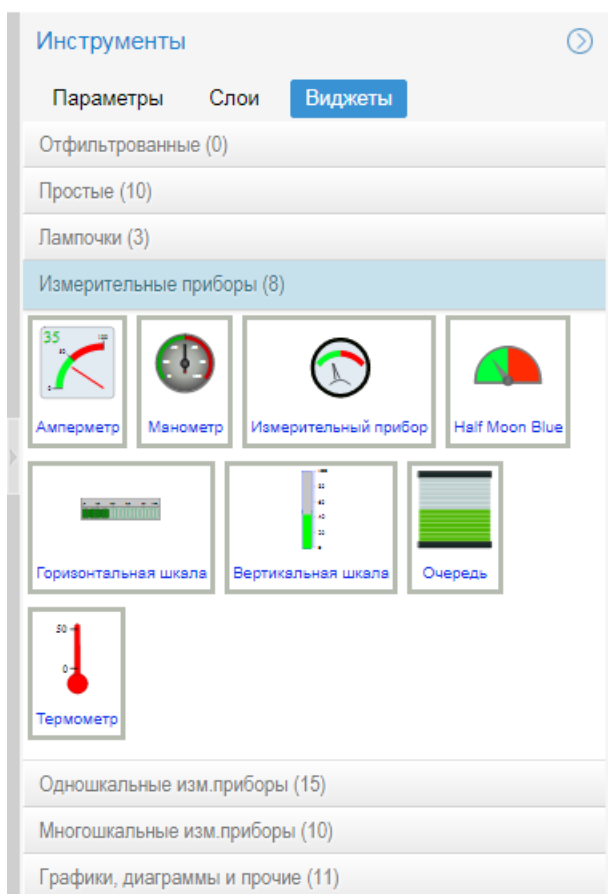 Инструменты
Параметры Слои Виджеты
Отфильтрованные (0)
Простые (10)
Лампочки (3)
Измерительные приборы (8)
35
Амперметр Манометр Измерительный прибор Half Moon Blue
Горизонтальная шкала Вертикальная шкала Очередь
50
0
Термометр
Одношкальные изм.приборы (15)
Многошкальные изм.приборы (10)
Графики, диаграммы и прочие (11)